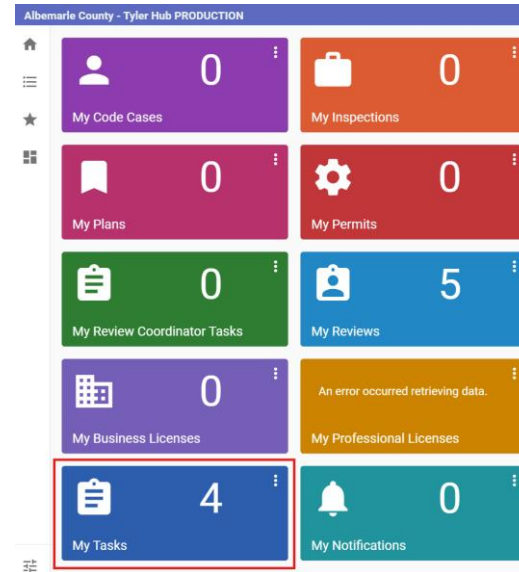 Albemarle County - Tyler Hub PRODUCTION
0
My Code Cases
0
My Inspections
0
My Plans
0
My Permits
0
My Review Coordinator Tasks
5
My Reviews
0
My Business Licenses
An error occurred retrieving data.
My Professional Licenses
4
My Tasks
0
My Notifications